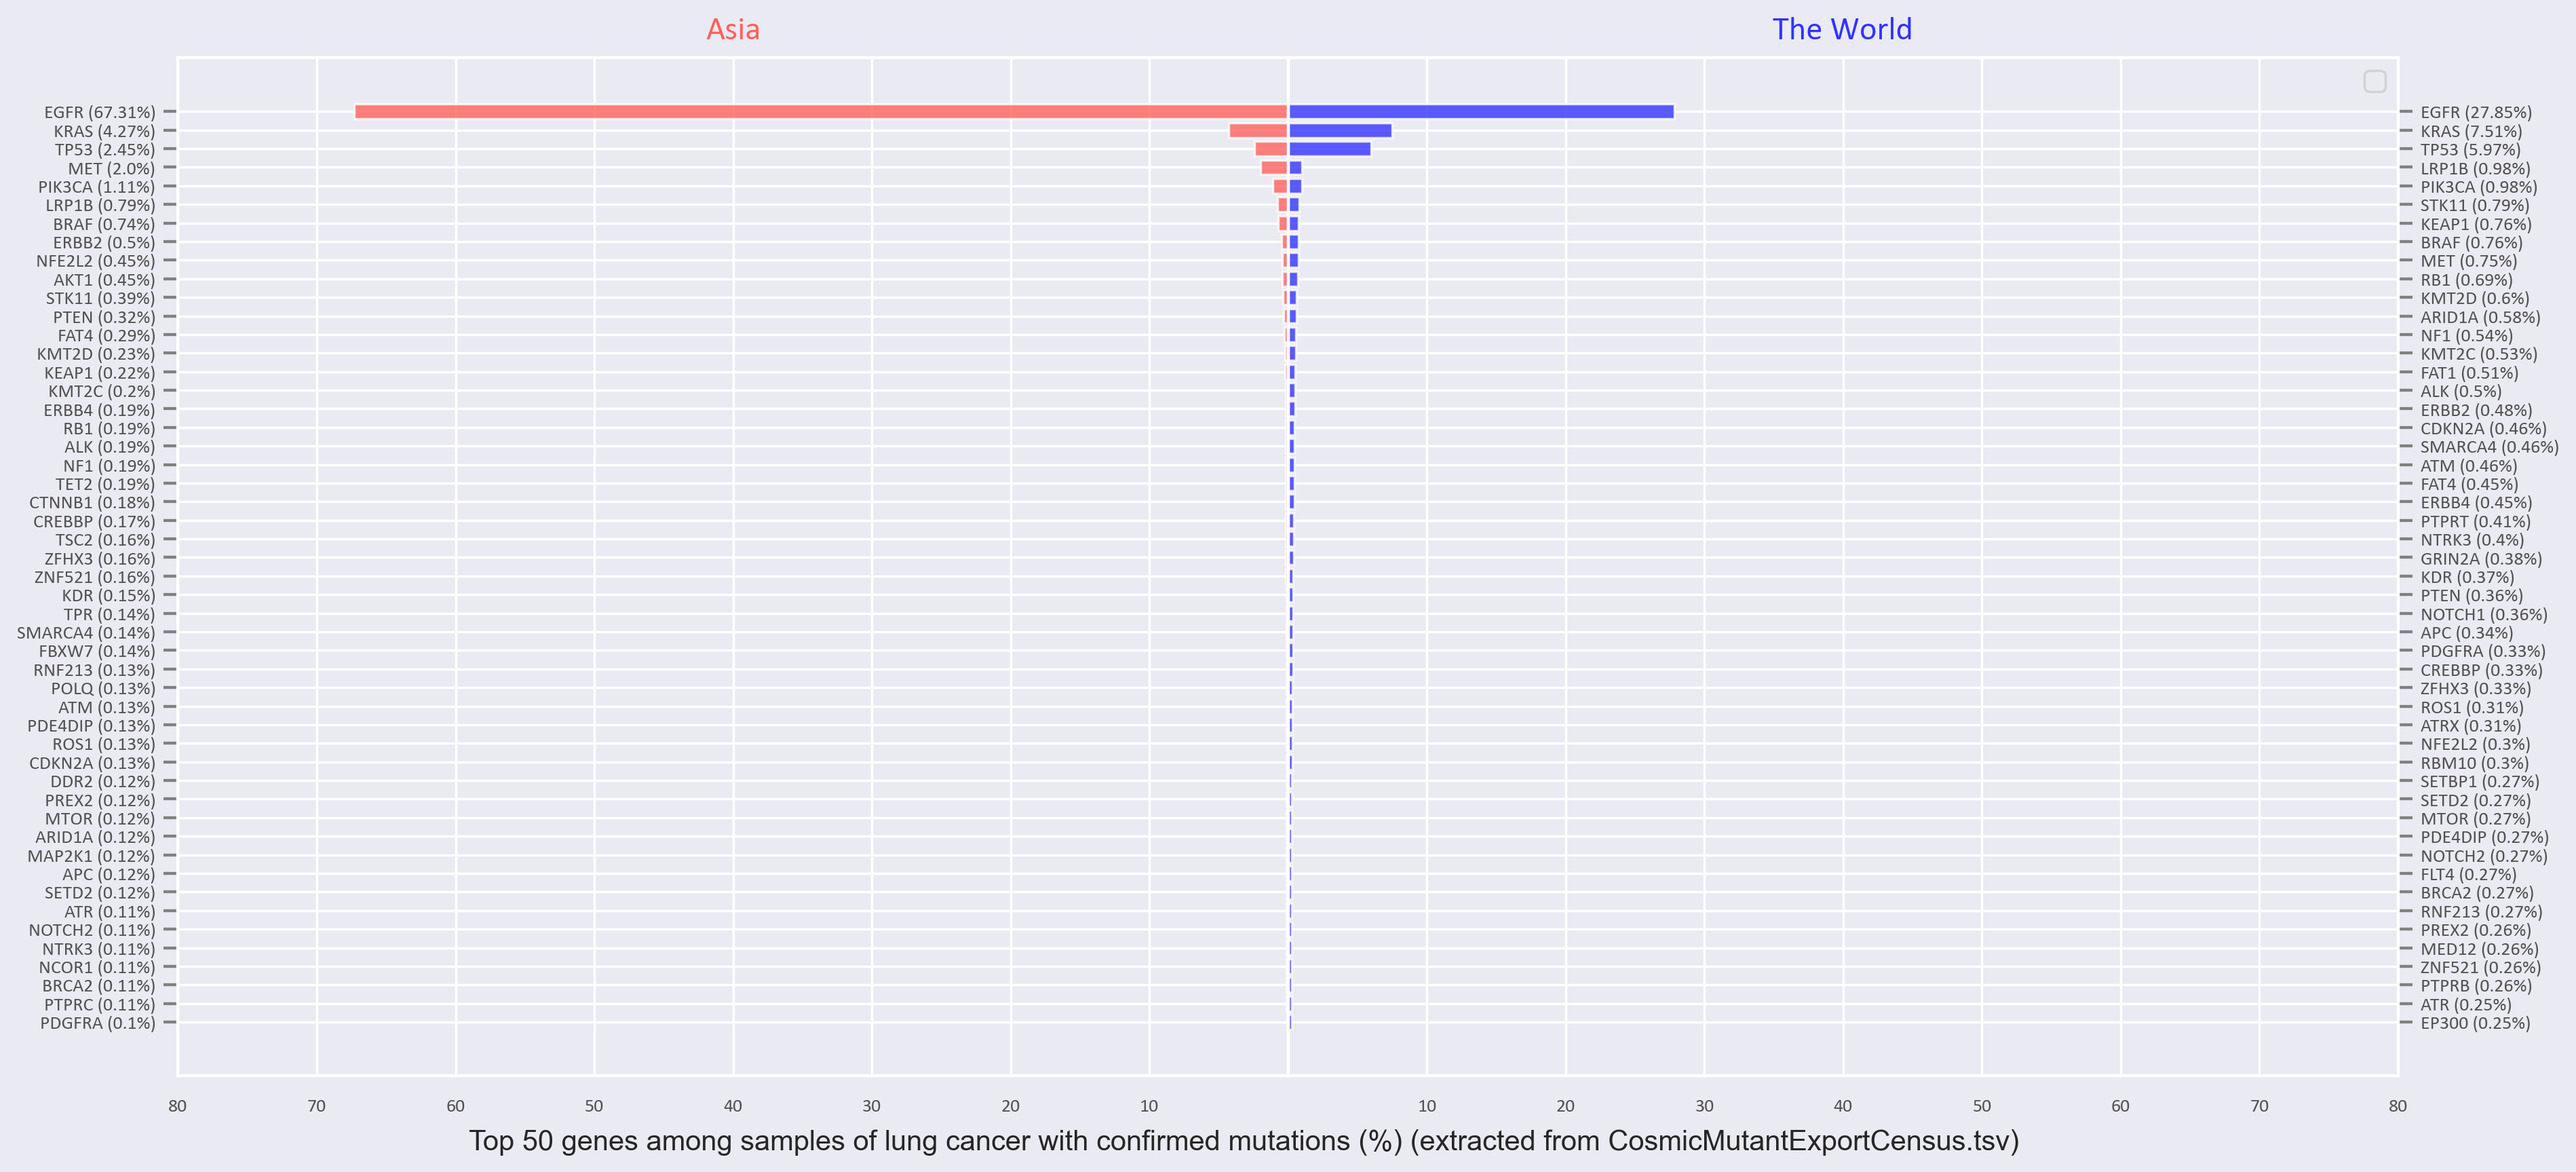 Asia
The World
EGFR (67.31%)
KRAS (4.27%)
TP53 (2.45%)
MET (2.0%)
PIK3CA (1.11%)
LRP1B (0.79%)
BRAF (0.74%)
ERBB2 (0.5%)
NFE2L2 (0.45%)
AKT1 (0.45%)
STK11 (0.39%)
PTEN (0.32%)
FAT4 (0.29%)
KMT2D (0.23%)
KEAP1 (0.22%)
KMT2C (0.2%)
ERBB4 (0.19%)
RB1 (0.19%)
ALK (0.19%)
NF1 (0.19%)
TET2 (0.19%)
CTNNB1 (0.18%)
CREBBP (0.17%)
TSC2 (0.16%)
ZFHX3 (0.16%)
ZNF521 (0.16%)
KDR (0.15%)
TPR (0.14%)
SMARCA4 (0.14%)
FBXW7 (0.14%)
RNF213 (0.13%)
POLQ (0.13%)
ATM (0.13%)
PDE4DIP (0.13%)
ROS1 (0.13%)
CDKN2A (0.13%)
DDR2 (0.12%)
PREX2 (0.12%)
MTOR (0.12%)
ARID1A (0.12%)
MAP2K1 (0.12%)
APC (0.12%)
SETD2 (0.12%)
ATR (0.11%)
NOTCH2 (0.11%)
NTRK3 (0.11%)
NCOR1 (0.11%)
BRCA2 (0.11%)
PTPRC (0.11%)
PDGFRA (0.1%)
EGFR (27.85%)
KRAS (7.51%)
TP53 (5.97%)
LRP1B (0.98%)
PIK3CA (0.98%)
STK11 (0.79%)
KEAP1 (0.76%)
BRAF (0.76%)
MET (0.75%)
RB1 (0.69%)
KMT2D (0.6%)
ARID1A (0.58%)
NF1 (0.54%)
KMT2C (0.53%)
FAT1 (0.51%)
ALK (0.5%)
ERBB2 (0.48%)
CDKN2A (0.46%)
SMARCA4 (0.46%)
ATM (0.46%)
FAT4 (0.45%)
ERBB4 (0.45%)
PTPRT (0.41%)
NTRK3 (0.4%)
GRIN2A (0.38%)
KDR (0.37%)
PTEN (0.36%)
NOTCH1 (0.36%)
APC (0.34%)
PDGFRA (0.33%)
CREBBP (0.33%)
ZFHX3 (0.33%)
ROS1 (0.31%)
ATRX (0.31%)
NFE2L2 (0.3%)
RBM10 (0.3%)
SETBP1 (0.27%)
SETD2 (0.27%)
MTOR (0.27%)
PDE4DIP (0.27%)
NOTCH2 (0.27%)
FLT4 (0.27%)
BRCA2 (0.27%)
RNF213 (0.27%)
PREX2 (0.26%)
MED12 (0.26%)
ZNF521 (0.26%)
PTPRB (0.26%)
ATR (0.25%)
EP300 (0.25%)
80 70 60 50 40 30 20 10 10 20 30 40 50 60 70 80
Top 50 genes among samples of lung cancer with confirmed mutations (%) (extracted from CosmicMutantExportCensus.tsv)